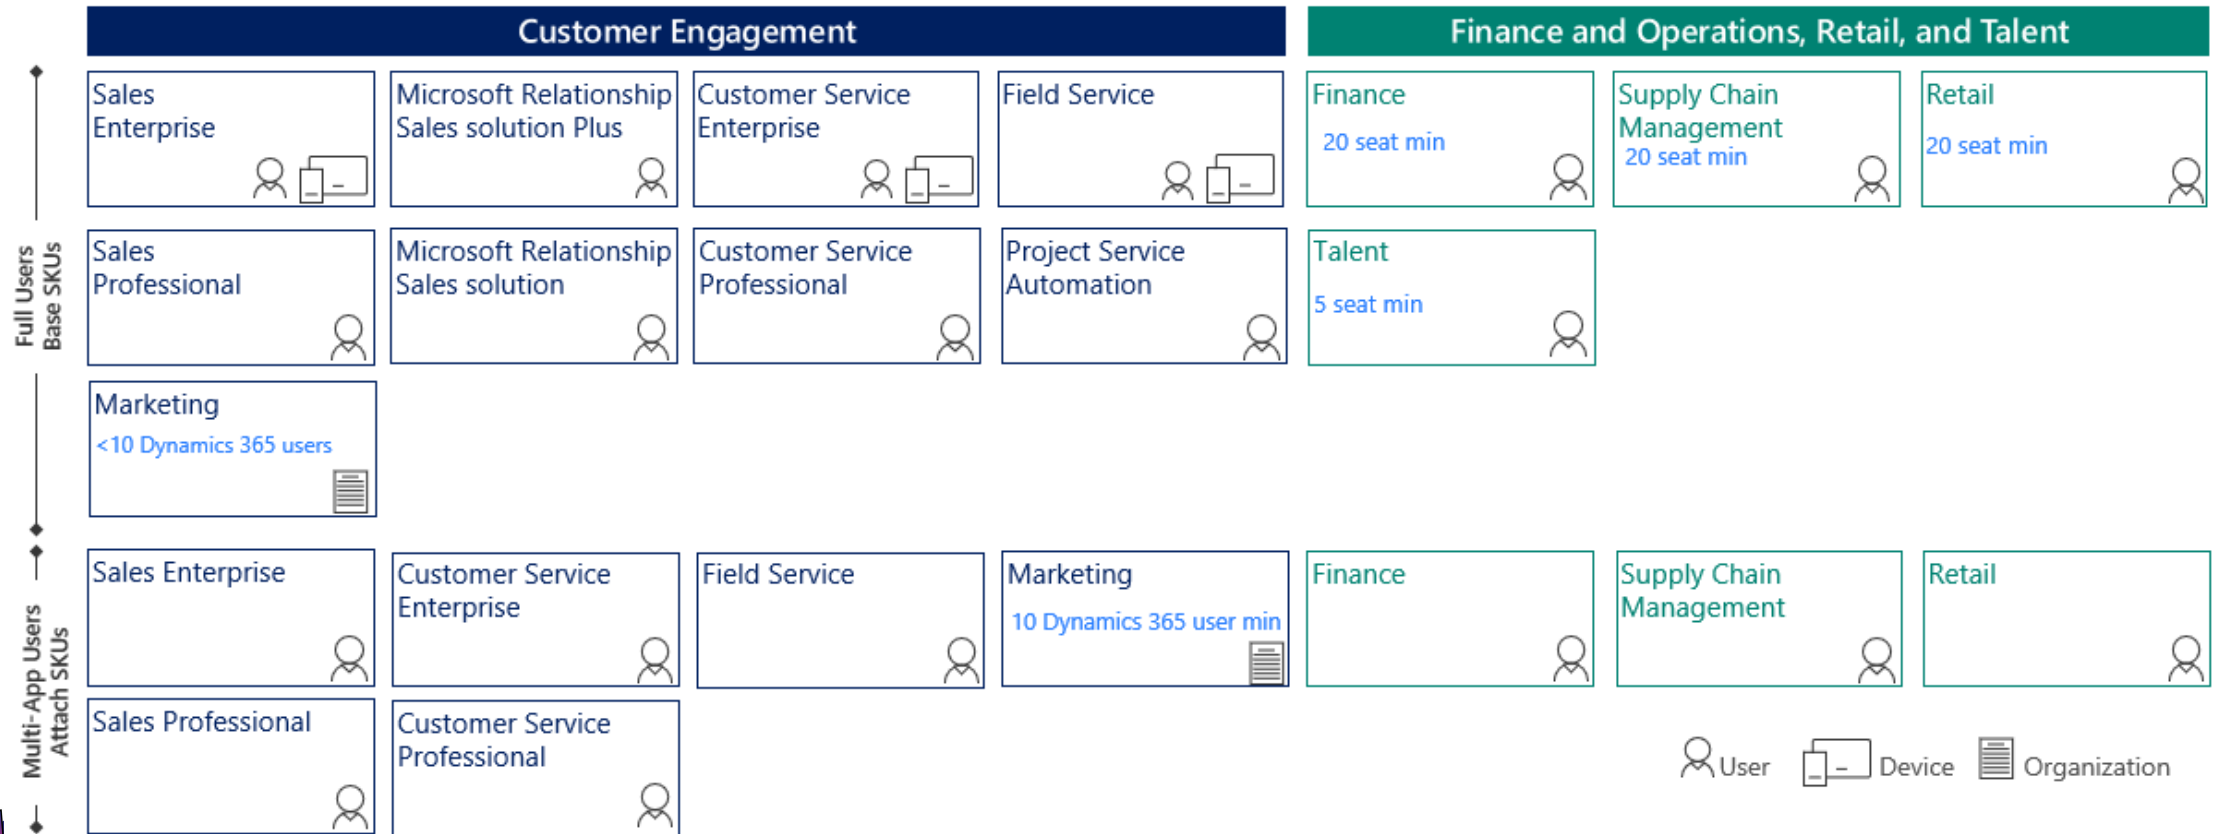 Customer Engagement
Finance and Operations, Retail, and Talent
Full Users
Base SKUs
Sales
Enterprise
Microsoft Relationship
Sales solution Plus
Customer Service
Enterprise
Field Service
Finance
20 seat min
Supply Chain
Management
20 seat min
Retail
20 seat min
Sales
Professional
Microsoft Relationship
Sales solution
Customer Service
Professional
Project Service
Automation
Talent
5 seat min
Marketing
<10 Dynamics 365 users
Multi-App Users
Attach SKUs
Sales Enterprise
Customer Service
Enterprise
Field Service
Marketing
10 Dynamics 365 user min
Finance
Supply Chain
Management
Retail
Sales Professional
Customer Service
Professional
User
Device
Organization